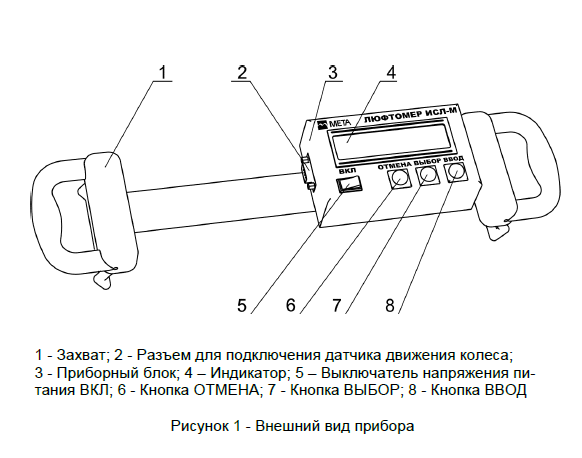 1 2 3 4
META ЛЮФТОМЕР ИСЛ-М
ВКЛ ОТМЕНА ВЫБОР ВВОД
5 6 7 8
1 - Захват; 2 - Разъем для подключения датчика движения колеса;
3 - Приборный блок; 4 – Индикатор; 5 – Выключатель напряжения пи-
тания ВКЛ; 6 - Кнопка ОТМЕНА; 7 - Кнопка ВЫБОР; 8 - Кнопка ВВОД
Рисунок 1 - Внешний вид прибора